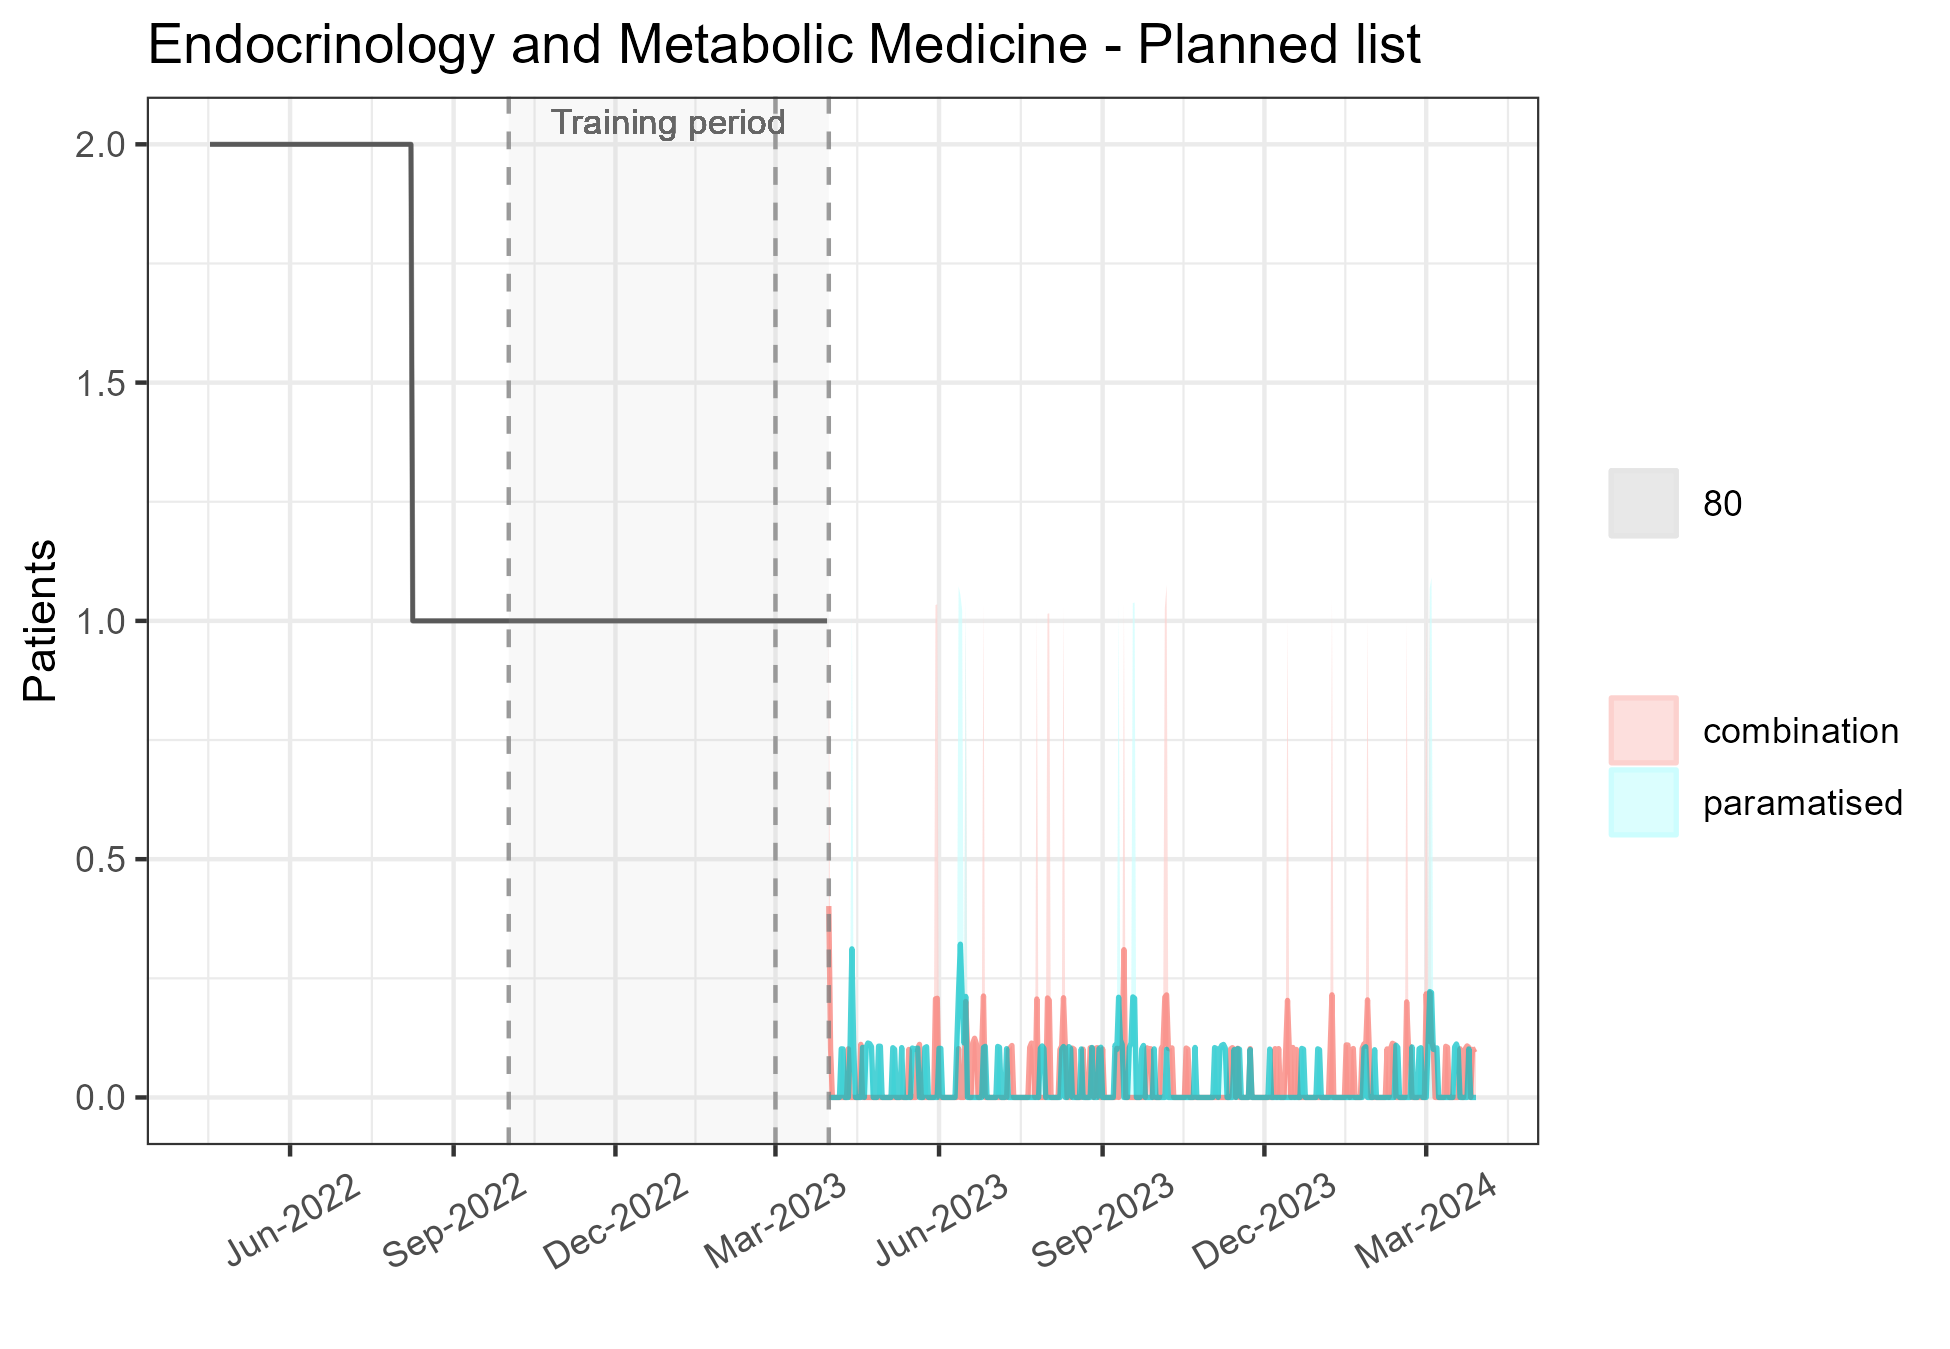 Endocrinology and Metabolic Medicine - Planned list
Training period
2.0
1.5
1.0
0.5
0.0
Patients
Jun-2022
Sep-2022
Dec-2022
Mar-2023
Jun-2023
Sep-2023
Dec-2023
Mar-2024
80
combination
paramatised